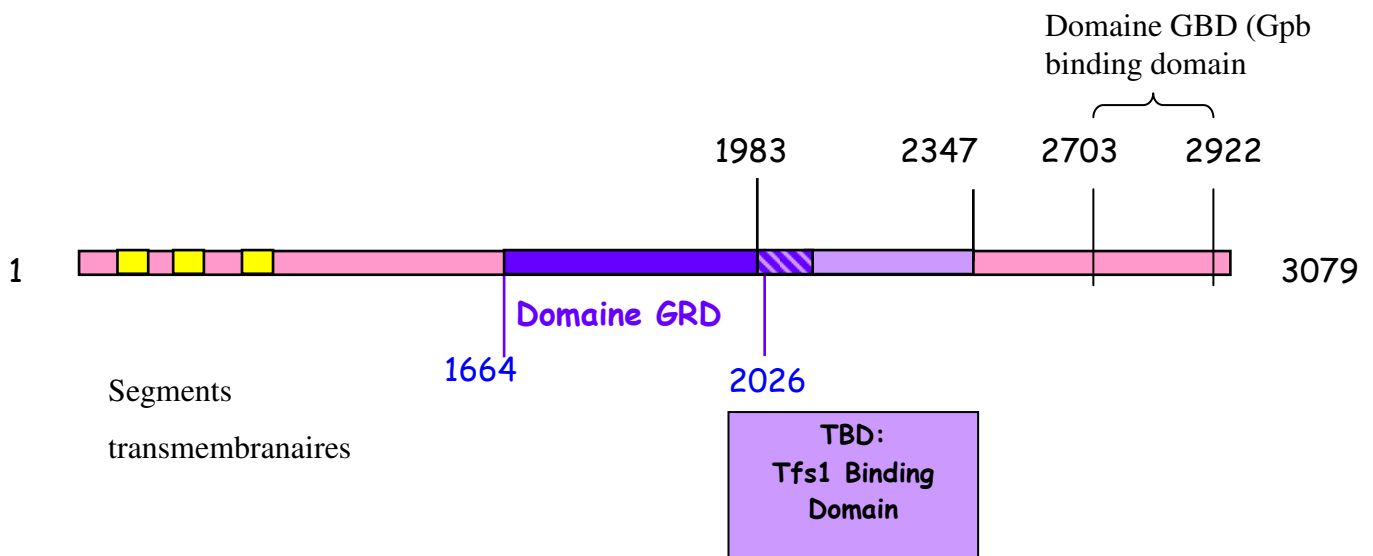 Domaine GBD (Gpb
binding domain
1983
2347
2703
2922
1
3079
Domaine GRD
1664
2026
Segments
transmembranaires
TBD:
Tfs1 Binding
Domain